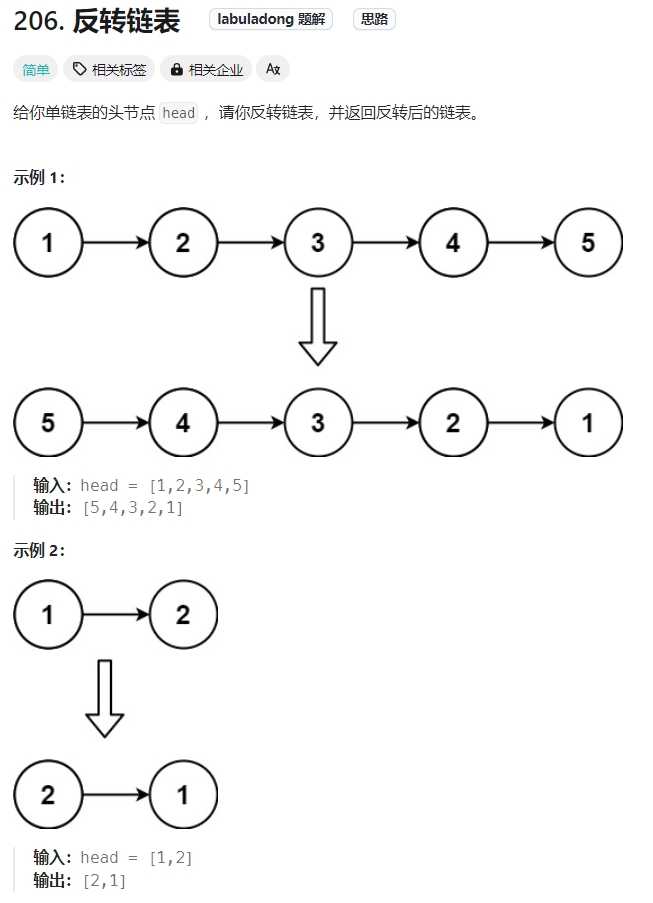 206. 反转链表 labuladong 题解 思路
简单 相关标签 相关企业 Ax
给你单链表的头节点 head ，请你反转链表，并返回反转后的链表。
示例 1：
1 2 3 4 5
5 4 3 2 1
输入：head = [1,2,3,4,5]
输出：[5,4,3,2,1]
示例 2：
1 2
2 1
输入：head = [1,2]
输出：[2,1]